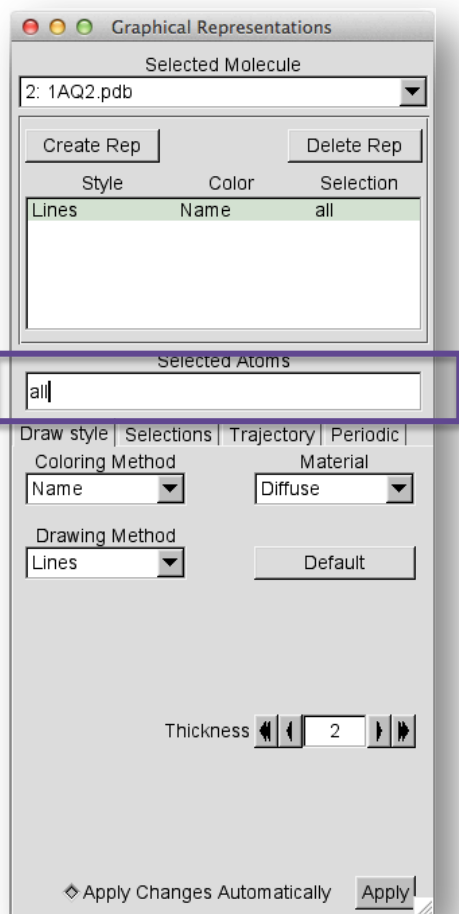 Graphical Representations
Selected Molecule
2: 1AQ2.pdb
Create Rep Delete Rep
Style Color Selection
Lines Name all
Selected Atoms
all
Draw style Selections Trajectory Periodic
Coloring Method Material
Name Diffuse
Drawing Method
Lines Default
Thickness 2
Apply Changes Automatically Apply